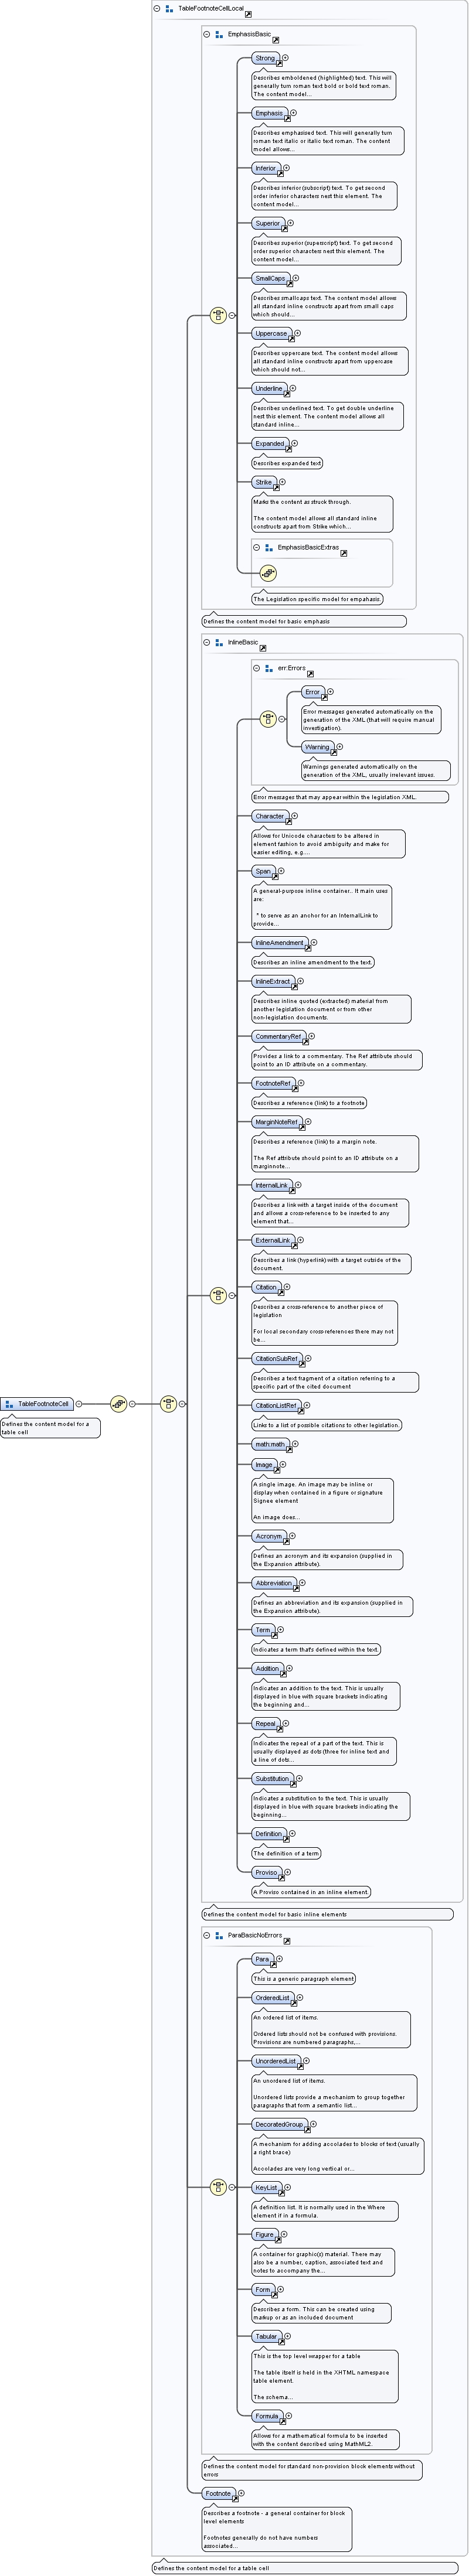 TableFootnoteCellLocal
EmphasisBasic
Strong
Describes emboldened (highlighted) text. This will
generally turn roman text bold or bold text roman.
The content model...
Emphasis
Describes emphasised text. This will generally turn
roman text italic or italic text roman. The content
model allows...
Inferior
Describes inferior (subscript) text. To get second
order inferior characters nest this element. The
content model...
Superior
Describes superior (superscript) text. To get second
order superior characters nest this element. The
content model...
SmallCaps
Describes smallcaps text. The content model allows
all standard inline constructs apart from small caps
which should...
Uppercase
Describes uppercase text. The content model allows
all standard inline constructs apart from uppercase
which should not...
Underline
Describes underlined text. To get double underline
nest this element. The content model allows all
standard inline...
Expanded
Describes expanded text
Strike
Marks the content as struck through.
The content model allows all standard inline
constructs apart from Strike which...
EmphasisBasicExtras
The Legislation specific model for empahasis.
Defines the content model for basic emphasis
InlineBasic
err:Errors
Error
Error messages generated automatically on the
generation of the XML (that will require manual
investigation).
Warning
Warnings generated automatically on the
generation of the XML, usually irrelevant issues.
Error messages that may appear within the legislation XML.
Character
Allows for Unicode characters to be altered in
element fashion to avoid ambiguity and make for
easier editing, e.g....
Span
A general-purpose inline container.. It main uses
are:
* to serve as an anchor for an InternalLink to
provide...
InlineAmendment
Describes an inline amendment to the text.
InlineExtract
Describes inline quoted (extracted) material from
another legislation document or from other
non-legislation documents.
CommentaryRef
Provides a link to a commentary. The Ref attribute should
point to an ID attribute on a commentary.
FootnoteRef
Describes a reference (link) to a footnote
MarginNoteRef
Describes a reference (link) to a margin note.
The Ref attribute should point to an ID attribute on a
marginnote...
InternalLink
Describes a link with a target inside of the document
and allows a cross-reference to be inserted to any
element that...
ExternalLink
Describes a link (hyperlink) with a target outside of the
document.
Citation
Describes a cross-reference to another piece of
legislation
For local secondary cross-references there may not
be...
CitationSubRef
Describes a text fragment of a citation referring to a
specific part of the cited document
CitationListRef
Links to a list of possible citations to other legislation.
math:math
Image
A single image. An image may be inline or
display when contained in a figure or signature
Signee element
An image does...
Acronym
Defines an acronym and its expansion (supplied in
the Expansion attribute).
Abbreviation
Defines an abbreviation and its expansion (supplied in
the Expansion attribute).
Term
Indicates a term that's defined within the text.
Addition
Indicates an addition to the text. This is usually
displayed in blue with square brackets indicating
the beginning and...
Repeal
Indicates the repeal of a part of the text. This is
usually displayed as dots (three for inline text and
a line of dots...
Substitution
Indicates a substitution to the text. This is usually
displayed in blue with square brackets indicating the
beginning...
Definition
The definition of a term
Proviso
A Proviso contained in an inline element.
Defines the content model for basic inline elements
ParaBasicNoErrors
Para
This is a generic paragraph element
OrderedList
An ordered list of items.
Ordered lists should not be confused with provisions.
Provisions are numbered paragraphs,...
UnorderedList
An unordered list of items.
Unordered lists provide a mechanism to group together
paragraphs that form a semantic list...
DecoratedGroup
A mechanism for adding accolades to blocks of text (usually
a right brace)
Accolades are very long vertical or...
KeyList
A definition list. It is normally used in the Where
element if in a formula.
Figure
A container for graphic(s) material. There may
also be a number, caption, associated text and
notes to accompany the...
Form
Describes a form. This can be created using
markup or as an included document
Tabular
This is the top level wrapper for a table
The table itself is held in the XHTML namespace
table element.
The schema...
Formula
Allows for a mathematical formula to be inserted
with the content described using MathML2.
Defines the content model for standard non-provision block elements without
errors
Footnote
Describes a footnote - a general container for block
level elements
Footnotes generally do not have numbers
associated...
Defines the content model for a table cell
TableFootnoteCell
Defines the content model for a
table cell